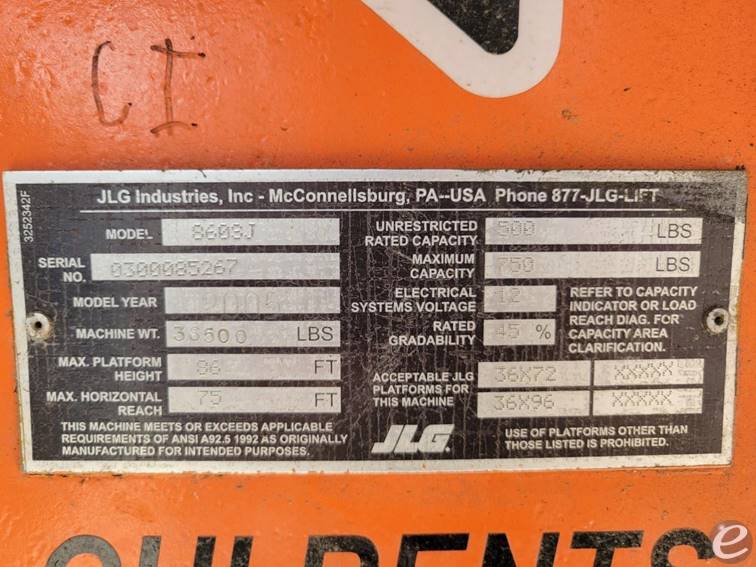 CI
3252342F
JLG Industries, Inc - McConnellsburg, PA--USA Phone 877-JLG-LIFT
MODEL 860SJ
SERIAL NO. 0300085267
MODEL YEAR
MACHINE WT. 36500 LBS
MAX. PLATFORM HEIGHT 86 FT
MAX. HORIZONTAL REACH 75 FT
THIS MACHINE MEETS OR EXCEEDS APPLICABLE
REQUIREMENTS OF ANSI A92.5 1992 AS ORIGINALLY
MANUFACTURED FOR INTENDED PURPOSES.
UNRESTRICTED RATED CAPACITY 500 LBS
MAXIMUM CAPACITY 750 LBS
ELECTRICAL SYSTEMS VOLTAGE 12
RATED GRADABILITY 45 %
REFER TO CAPACITY
INDICATOR OR LOAD
REACH DIAG. FOR
CAPACITY AREA
CLARIFICATION.
ACCEPTABLE JLG
PLATFORMS FOR
THIS MACHINE
36X72 XXXXX
36X96 XXXXX
JLG
USE OF PLATFORMS OTHER THAN
THOSE LISTED IS PROHIBITED.
e